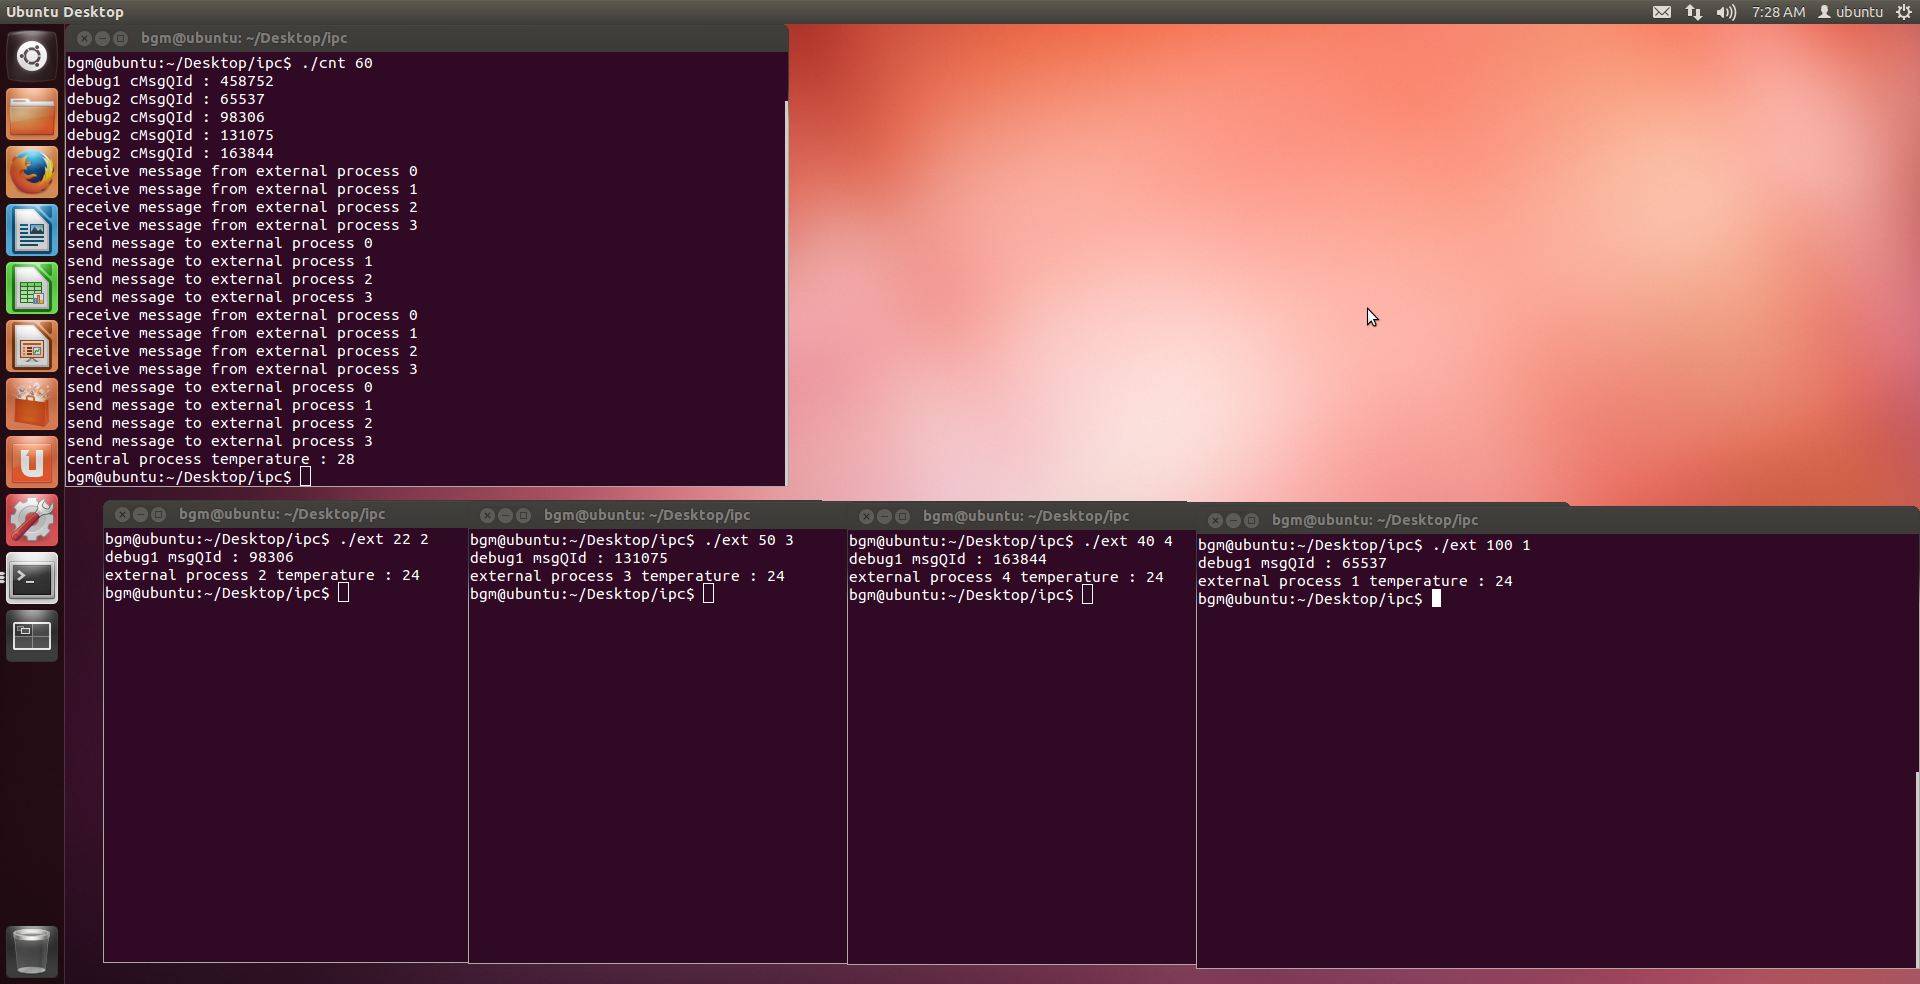 Ubuntu Desktop
7:28 AM ubuntu
bgm@ubuntu: ~/Desktop/ipc
bgm@ubuntu:~/Desktop/ipc$ ./cnt 60
debug1 cMsgQId : 458752
debug2 cMsgQId : 65537
debug2 cMsgQId : 98306
debug2 cMsgQId : 131075
debug2 cMsgQId : 163844
receive message from external process 0
receive message from external process 1
receive message from external process 2
receive message from external process 3
send message to external process 0
send message to external process 1
send message to external process 2
send message to external process 3
receive message from external process 0
receive message from external process 1
receive message from external process 2
receive message from external process 3
send message to external process 0
send message to external process 1
send message to external process 2
send message to external process 3
central process temperature : 28
bgm@ubuntu:~/Desktop/ipc$
bgm@ubuntu: ~/Desktop/ipc
bgm@ubuntu:~/Desktop/ipc$ ./ext 22 2
debug1 msgQId : 98306
external process 2 temperature : 24
bgm@ubuntu:~/Desktop/ipc$
bgm@ubuntu: ~/Desktop/ipc
bgm@ubuntu:~/Desktop/ipc$ ./ext 50 3
debug1 msgQId : 131075
external process 3 temperature : 24
bgm@ubuntu:~/Desktop/ipc$
bgm@ubuntu: ~/Desktop/ipc
bgm@ubuntu:~/Desktop/ipc$ ./ext 40 4
debug1 msgQId : 163844
external process 4 temperature : 24
bgm@ubuntu:~/Desktop/ipc$
bgm@ubuntu: ~/Desktop/ipc
bgm@ubuntu:~/Desktop/ipc$ ./ext 100 1
debug1 msgQId : 65537
external process 1 temperature : 24
bgm@ubuntu:~/Desktop/ipc$